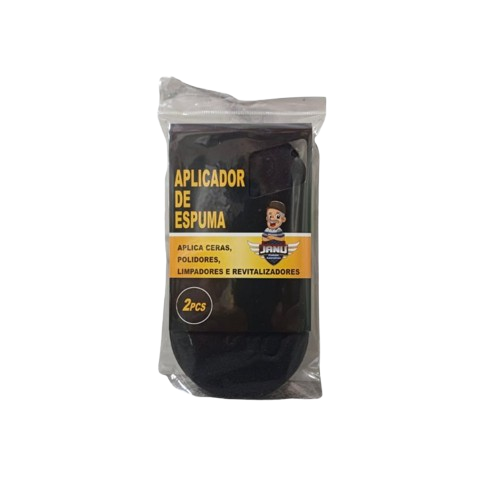 APLICADOR
DE
ESPUMA
JANU
APLICA CERAS,
POLIDORES,
LIMPADORES E REVITALIZADORES
2PCS